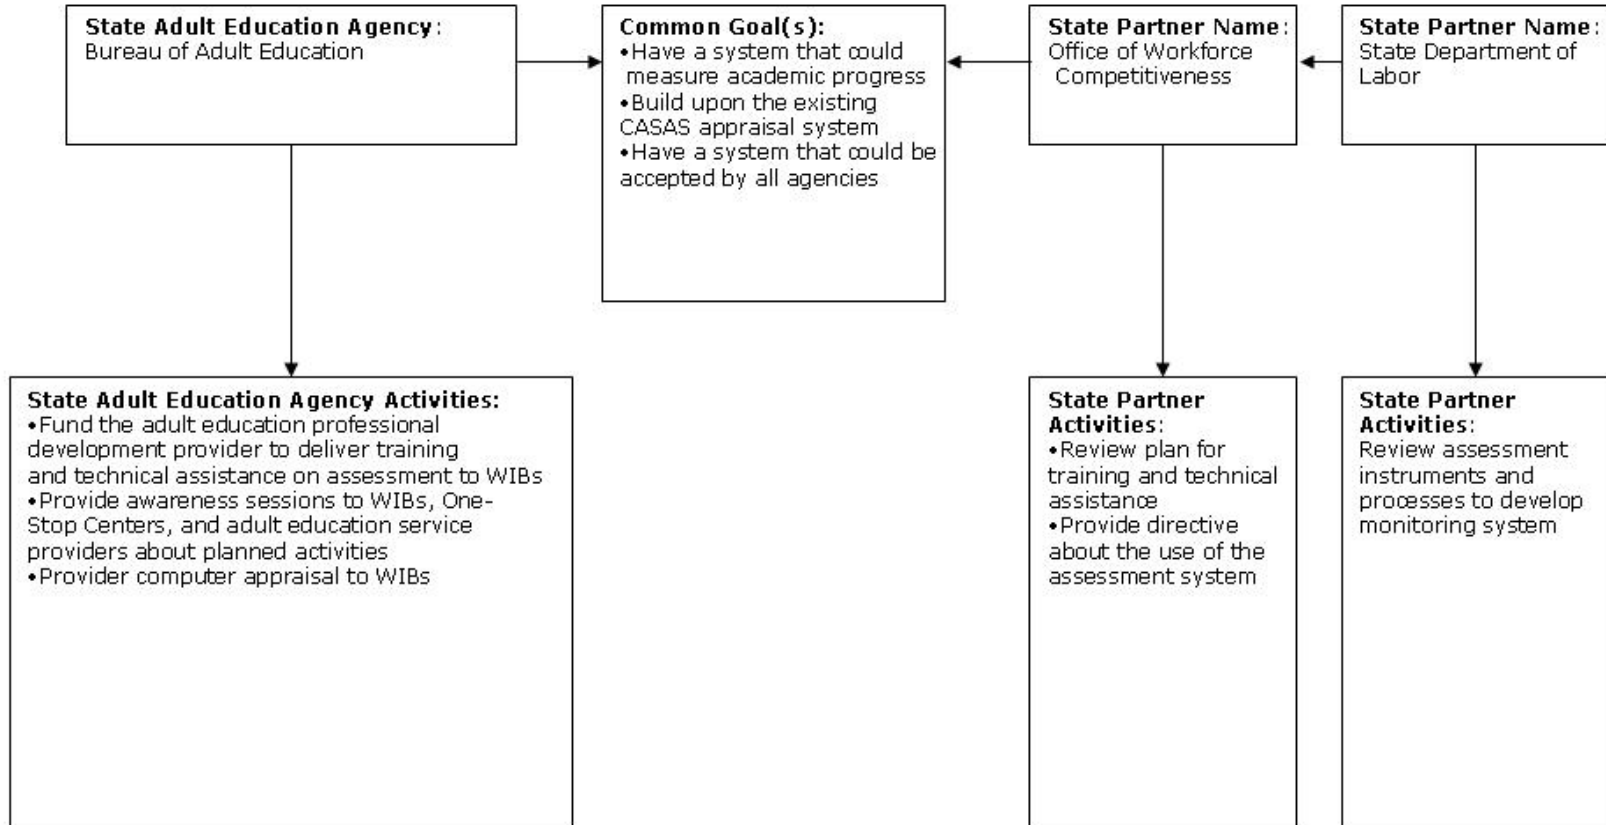 State Adult Education Agency:
Bureau of Adult Education
Common Goal(s):
•Have a system that could
measure academic progress
•Build upon the existing
CASAS appraisal system
•Have a system that could be
accepted by all agencies
State Partner Name:
Office of Workforce
Competitiveness
State Partner Name:
State Department of
Labor
State Adult Education Agency Activities:
•Fund the adult education professional
development provider to deliver training
and technical assistance on assessment to WIBs
•Provide awareness sessions to WIBs, One-
Stop Centers, and adult education service
providers about planned activities
•Provider computer appraisal to WIBs
State Partner
Activities:
•Review plan for
training and technical
assistance
•Provide directive
about the use of the
assessment system
State Partner
Activities:
Review assessment
instruments and
processes to develop
monitoring system